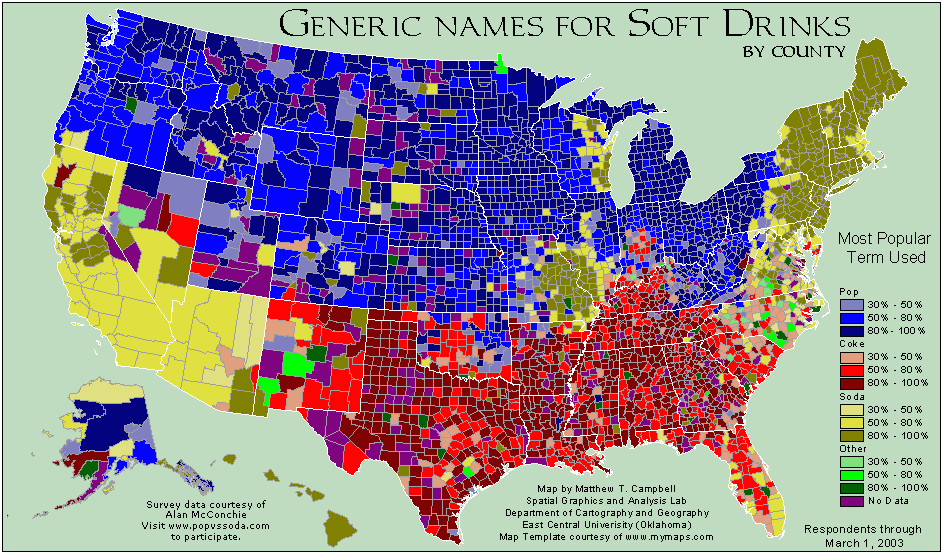 GENERIC NAMES FOR SOFT DRINKS
BY COUNTY
Most Popular
Term Used
Pop
30% - 50%
50% - 80%
80% - 100%
Coke
30% - 50%
50% - 80%
80% - 100%
Soda
30% - 50%
50% - 80%
80% - 100%
Other
30% - 50%
50% - 80%
80% - 100%
No Data
Survey data courtesy of
Alan McConchie
Visit www.popvssoda.com
to participate.
Map by Matthew T. Campbell
Spatial Graphics and Analysis Lab
Department of Cartography and Geography
East Central Univerisity (Oklahoma)
Map Template courtesy of www.mymaps.com
Respondents through
March 1, 2003